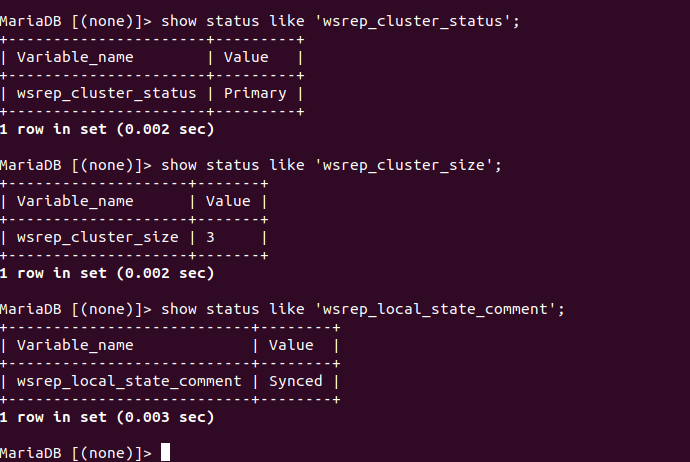 MariaDB [(none)]> show status like 'wsrep_cluster_status';
+----------------------+---------+
| Variable_name        | Value   |
+----------------------+---------+
| wsrep_cluster_status | Primary |
+----------------------+---------+
1 row in set (0.002 sec)
MariaDB [(none)]> show status like 'wsrep_cluster_size';
+--------------------+-------+
| Variable_name      | Value |
+--------------------+-------+
| wsrep_cluster_size | 3     |
+--------------------+-------+
1 row in set (0.002 sec)
MariaDB [(none)]> show status like 'wsrep_local_state_comment';
+---------------------------+--------+
| Variable_name             | Value  |
+---------------------------+--------+
| wsrep_local_state_comment | Synced |
+---------------------------+--------+
1 row in set (0.003 sec)
MariaDB [(none)]>